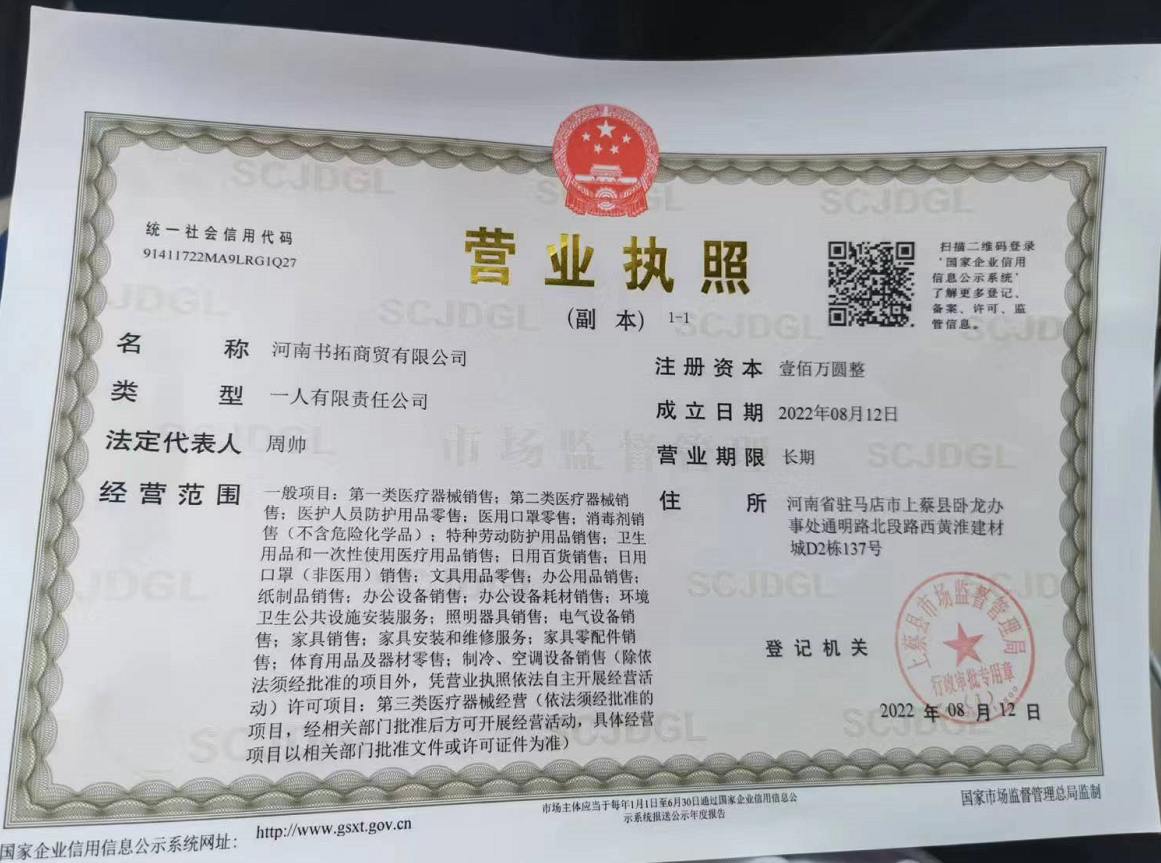 统一社会信用代码
91411722MA9LRG1Q27
营业执照
(副 本) 1-1
扫描二维码登录
'国家企业信用
信息公示系统'
了解更多登记、
备案、许可、监
管信息。
名 称 河南书拓商贸有限公司
类 型 一人有限责任公司
法定代表人 周帅
经营范围 一般项目：第一类医疗器械销售；第二类医疗器械销
售；医护人员防护用品零售；医用口罩零售；消毒剂销
售（不含危险化学品）；特种劳动防护用品销售；卫生
用品和一次性使用医疗用品销售；日用百货销售；日用
口罩（非医用）销售；文具用品零售；办公用品销售；
纸制品销售；办公设备销售；办公设备耗材销售；环境
卫生公共设施安装服务；照明器具销售；电气设备销
售；家具销售；家具安装和维修服务；家具零配件销
售；体育用品及器材零售；制冷、空调设备销售（除依
法须经批准的项目外，凭营业执照依法自主开展经营活
动）许可项目：第三类医疗器械经营（依法须经批准的
项目，经相关部门批准后方可开展经营活动，具体经营
项目以相关部门批准文件或许可证件为准）
注册资本 壹佰万圆整
成立日期 2022年08月12日
营业期限 长期
住 所 河南省驻马店市上蔡县卧龙办
事处通明路北段路西黄淮建材
城D2栋137号
登记机关
上蔡县市场监督管理局
行政审批专用章
(1)
2022 年 08 月 12 日
SCJDGL
市场监督管理
国家企业信用信息公示系统网址：
http://www.gsxt.gov.cn
市场主体应当于每年1月1日至6月30日通过国家企业信用信息公
示系统报送公示年度报告
国家市场监督管理总局监制